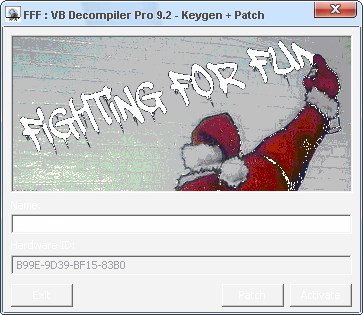 FFF : VB Decompiler Pro 9.2 - Keygen + Patch
FIGHTING FOR FUN
Name:
Hardware ID:
B99E-9D39-BF15-83B0
Exit
Patch
Activate